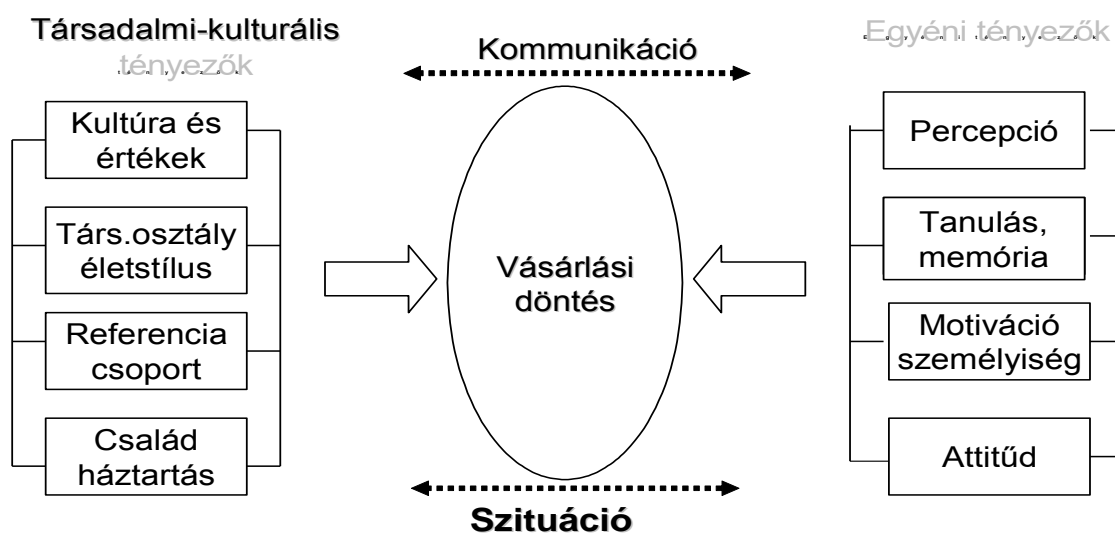 Társadalmi-kulturális
tényezők
Kommunikáció
Egyéni tényezők
Kultúra és
értékek
Társ.osztály
életstílus
Referencia
csoport
Család
háztartás
Vásárlási
döntés
Percepció
Tanulás,
memória
Motiváció
személyiség
Attitűd
Szituáció